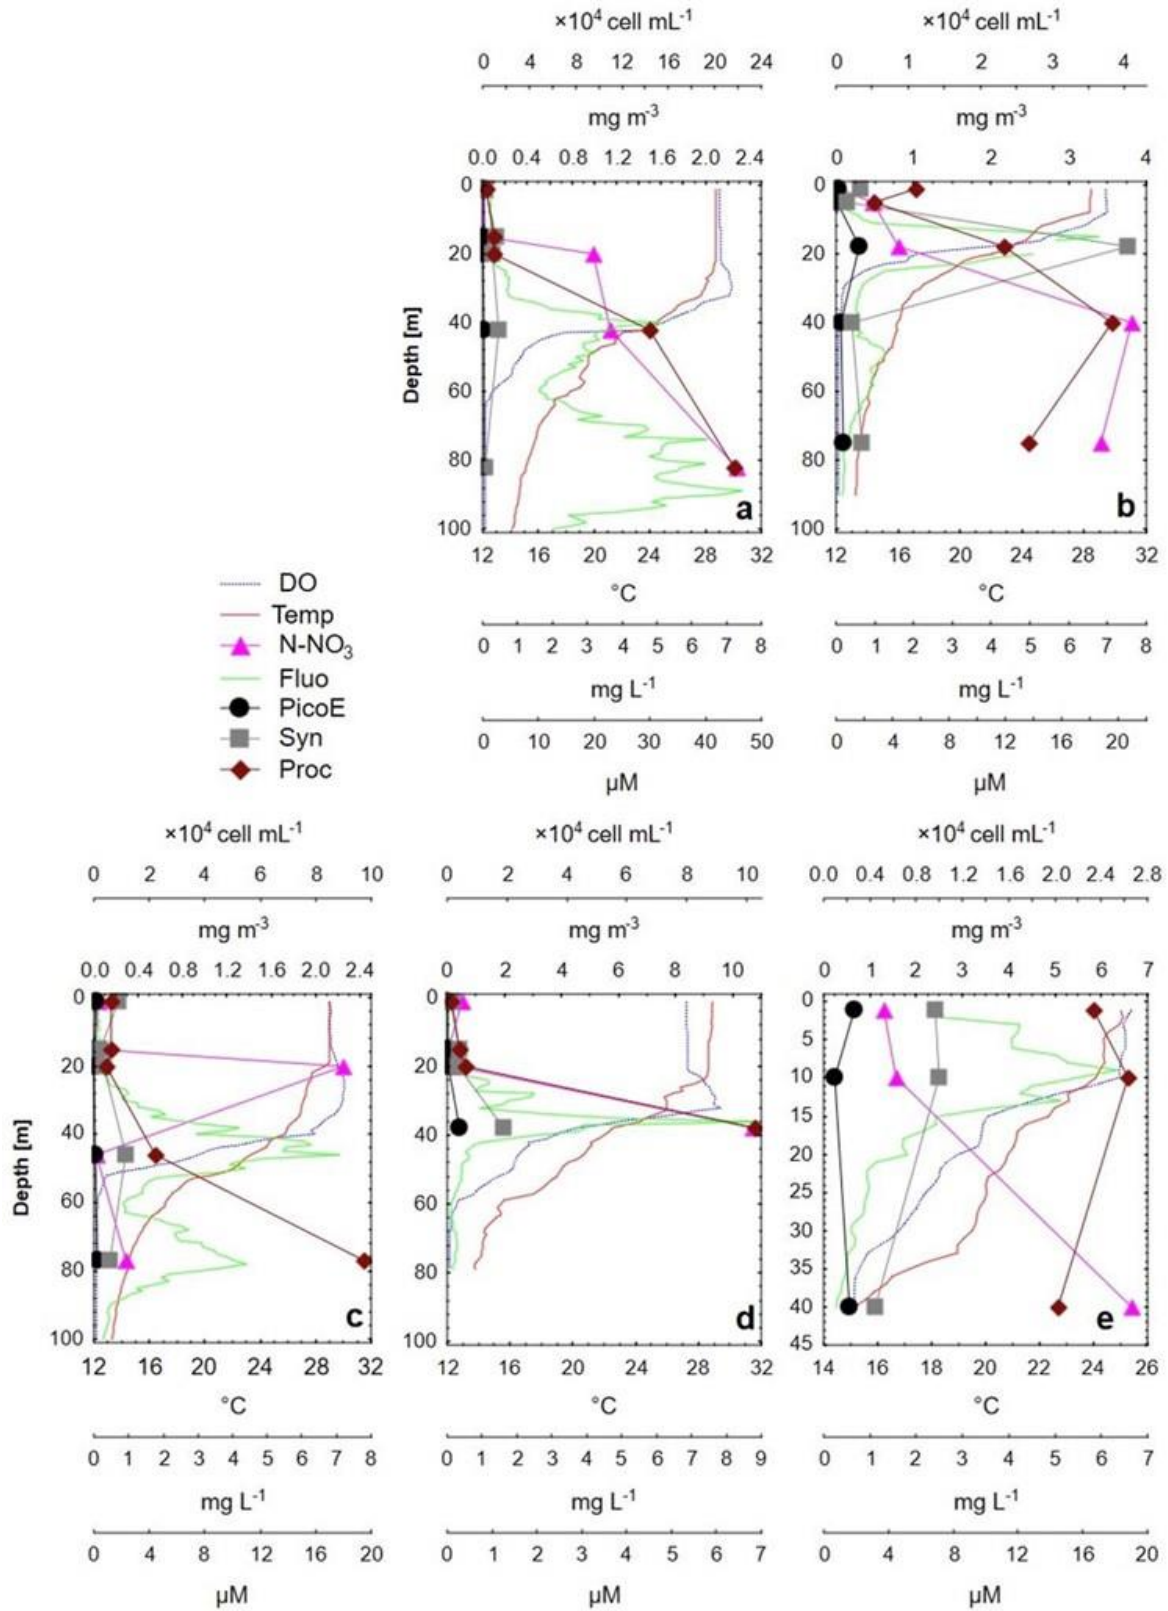 ×10⁴ cell mL⁻¹
0 4 8 12 16 20 24
mg m⁻³
0.0 0.4 0.8 1.2 1.6 2.0 2.4
0
20
40
60
80
100
Depth [m]
a
12 16 20 24 28 32
°C
0 1 2 3 4 5 6 7 8
mg L⁻¹
0 10 20 30 40 50
µM
×10⁴ cell mL⁻¹
0 1 2 3 4
mg m⁻³
0 1 2 3 4
0
20
40
60
80
100
b
12 16 20 24 28 32
°C
0 1 2 3 4 5 6 7 8
mg L⁻¹
0 4 8 12 16 20
µM
DO
Temp
N-NO₃
Fluo
PicoE
Syn
Proc
×10⁴ cell mL⁻¹
0 2 4 6 8 10
mg m⁻³
0.0 0.4 0.8 1.2 1.6 2.0 2.4
0
20
40
60
80
100
Depth [m]
c
12 16 20 24 28 32
°C
0 1 2 3 4 5 6 7 8
mg L⁻¹
0 4 8 12 16 20
µM
×10⁴ cell mL⁻¹
0 2 4 6 8 10
mg m⁻³
0 2 4 6 8 10
0
20
40
60
80
100
d
12 16 20 24 28 32
°C
0 1 2 3 4 5 6 7 8 9
mg L⁻¹
0 1 2 3 4 5 6 7
µM
×10⁴ cell mL⁻¹
0.0 0.4 0.8 1.2 1.6 2.0 2.4 2.8
mg m⁻³
0 1 2 3 4 5 6 7
0
5
10
15
20
25
30
35
40
45
e
14 16 18 20 22 24 26
°C
0 1 2 3 4 5 6 7
mg L⁻¹
0 4 8 12 16 20
µM